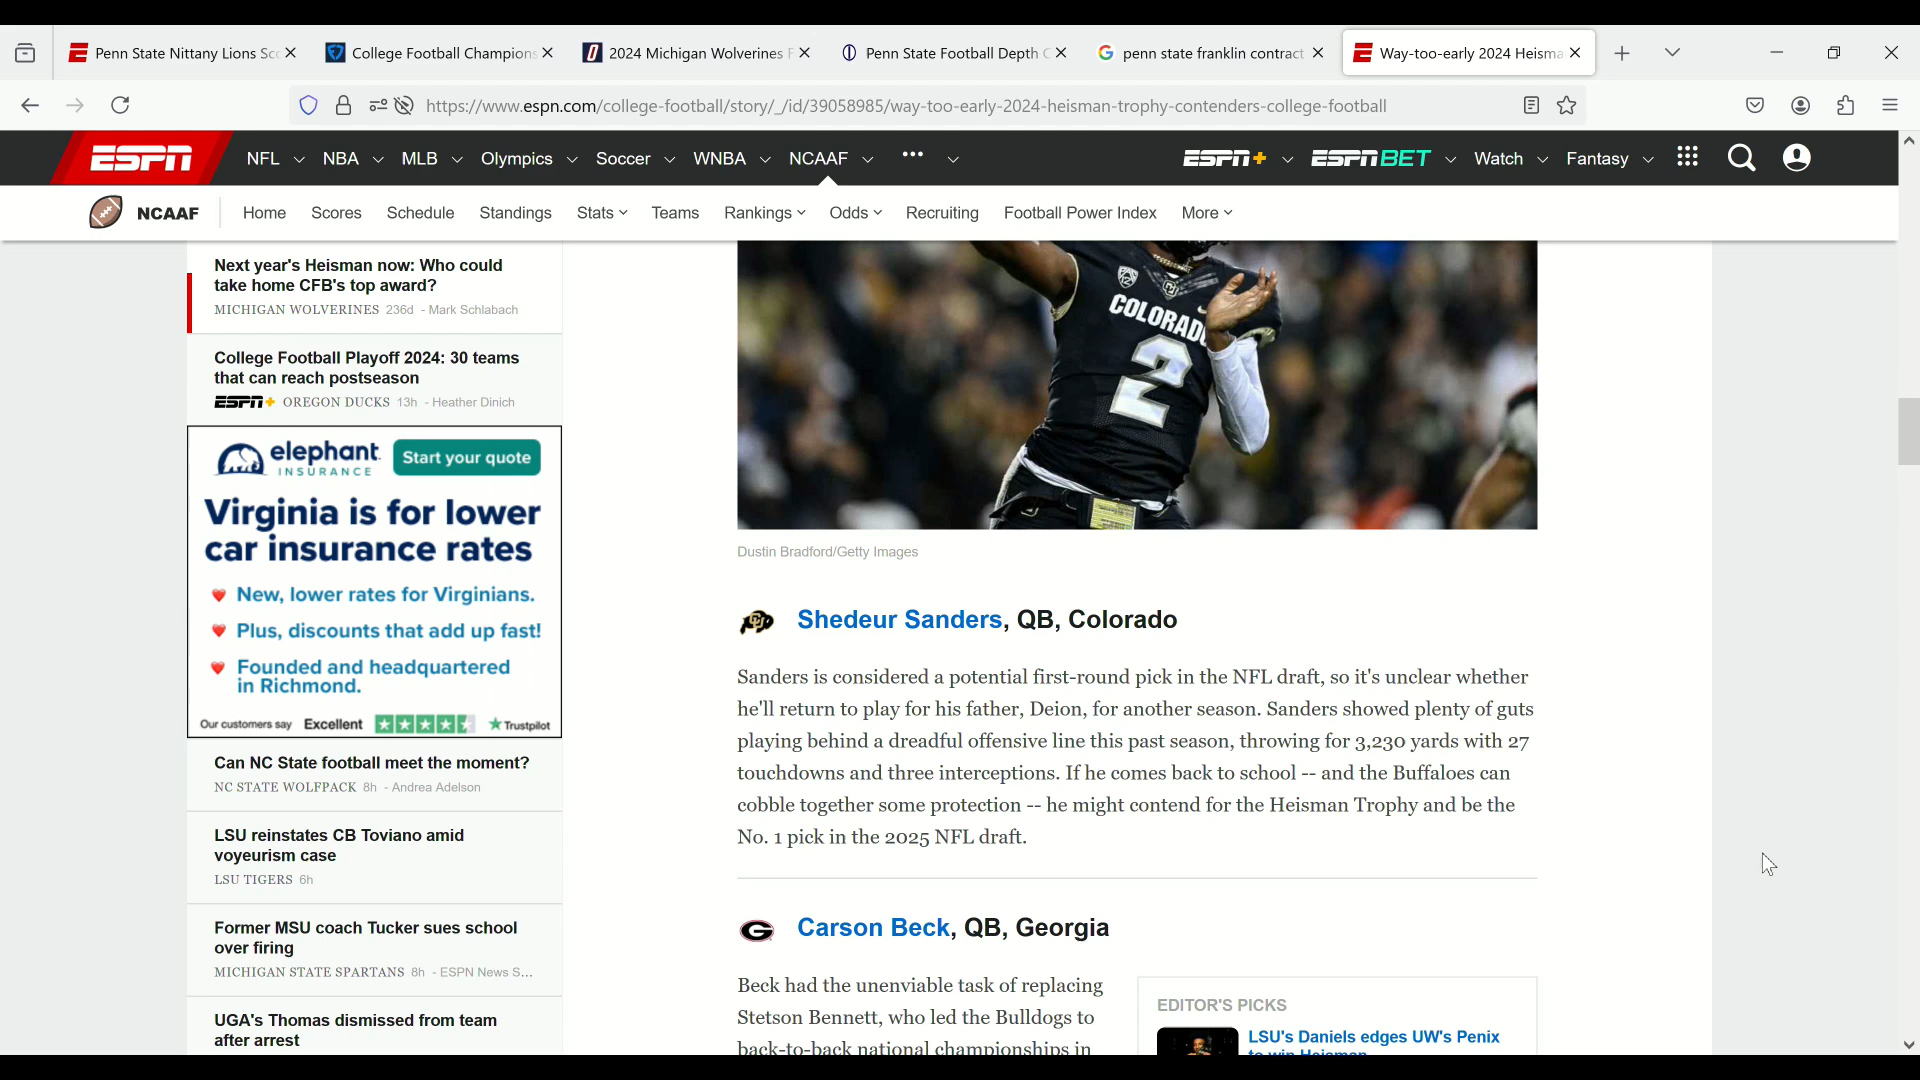 Penn State Nittany Lions Sc
College Football Champions
2024 Michigan Wolverines F
Penn State Football Depth C
penn state franklin contract
Way-too-early 2024 Heisma
https://www.espn.com/college-football/story/_/id/39058985/way-too-early-2024-heisman-trophy-contenders-college-football
ESPN
NFL
NBA
MLB
Olympics
Soccer
WNBA
NCAAF
ESPN+
ESPN BET
Watch
Fantasy
NCAAF
Home
Scores
Schedule
Standings
Stats
Teams
Rankings
Odds
Recruiting
Football Power Index
More
Next year's Heisman now: Who could
take home CFB's top award?
MICHIGAN WOLVERINES 236d - Mark Schlabach
College Football Playoff 2024: 30 teams
that can reach postseason
ESPN+ OREGON DUCKS 13h - Heather Dinich
elephant
INSURANCE
Start your quote
Virginia is for lower
car insurance rates
New, lower rates for Virginians.
Plus, discounts that add up fast!
Founded and headquartered
in Richmond.
Our customers say Excellent Trustpilot
Can NC State football meet the moment?
NC STATE WOLFPACK 8h - Andrea Adelson
LSU reinstates CB Toviano amid
voyeurism case
LSU TIGERS 6h
Former MSU coach Tucker sues school
over firing
MICHIGAN STATE SPARTANS 8h - ESPN News S...
UGA's Thomas dismissed from team
after arrest
PAC 12
COLORADO
2
Dustin Bradford/Getty Images
Shedeur Sanders, QB, Colorado
Sanders is considered a potential first-round pick in the NFL draft, so it's unclear whether
he'll return to play for his father, Deion, for another season. Sanders showed plenty of guts
playing behind a dreadful offensive line this past season, throwing for 3,230 yards with 27
touchdowns and three interceptions. If he comes back to school -- and the Buffaloes can
cobble together some protection -- he might contend for the Heisman Trophy and be the
No. 1 pick in the 2025 NFL draft.
G
Carson Beck, QB, Georgia
Beck had the unenviable task of replacing
Stetson Bennett, who led the Bulldogs to
back-to-back national championships in
EDITOR'S PICKS
LSU's Daniels edges UW's Penix
to win Heisman